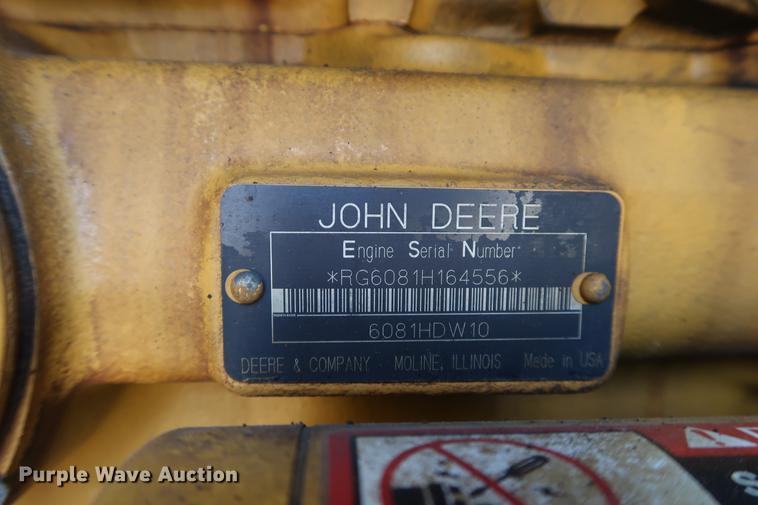 JOHN DEERE
Engine Serial Number
*RG6081H164556*
6081HDW10
DEERE & COMPANY MOLINE, ILLINOIS Made in USA
Purple Wave Auction